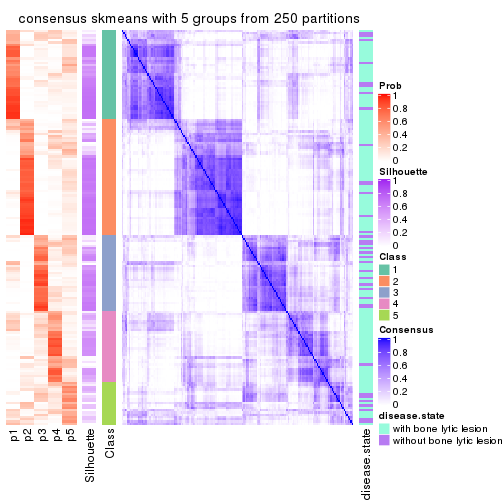 consensus skmeans with 5 groups from 250 partitions
Prob
1
0.8
0.6
0.4
0.2
0
Silhouette
1
0.8
0.6
0.4
0.2
0
Class
1
2
3
4
5
Consensus
1
0.8
0.6
0.4
0.2
0
disease.state
with bone lytic lesion
without bone lytic lesion
p1
p2
p3
p4
p5
Silhouette
Class
disease.state